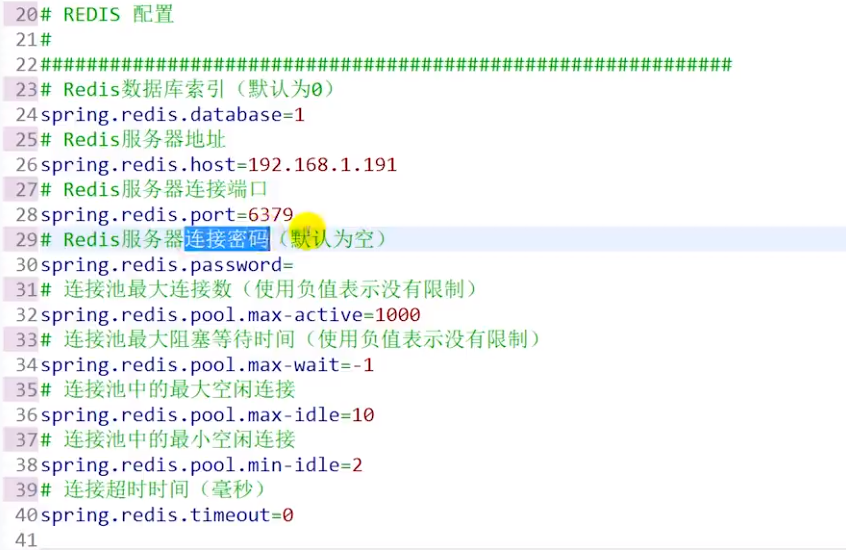 20# REDIS 配置
21#
22############################################################
23# Redis数据库索引（默认为0）
24spring.redis.database=1
25# Redis服务器地址
26spring.redis.host=192.168.1.191
27# Redis服务器连接端口
28spring.redis.port=6379
29# Redis服务器连接密码（默认为空）
30spring.redis.password=
31# 连接池最大连接数（使用负值表示没有限制）
32spring.redis.pool.max-active=1000
33# 连接池最大阻塞等待时间（使用负值表示没有限制）
34spring.redis.pool.max-wait=-1
35# 连接池中的最大空闲连接
36spring.redis.pool.max-idle=10
37# 连接池中的最小空闲连接
38spring.redis.pool.min-idle=2
39# 连接超时时间（毫秒）
40spring.redis.timeout=0
41